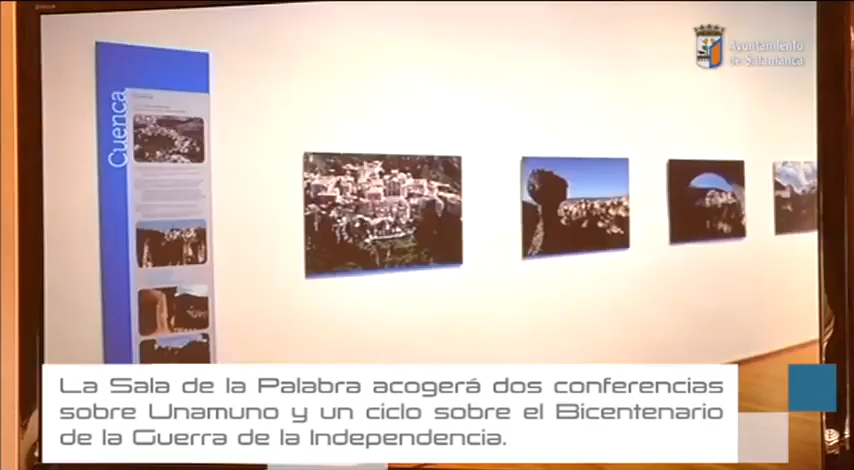 Ayuntamiento
de Salamanca
Cuenca
La Sala de la Palabra acogerá dos conferencias
sobre Unamuno y un ciclo sobre el Bicentenario
de la Guerra de la Independencia.